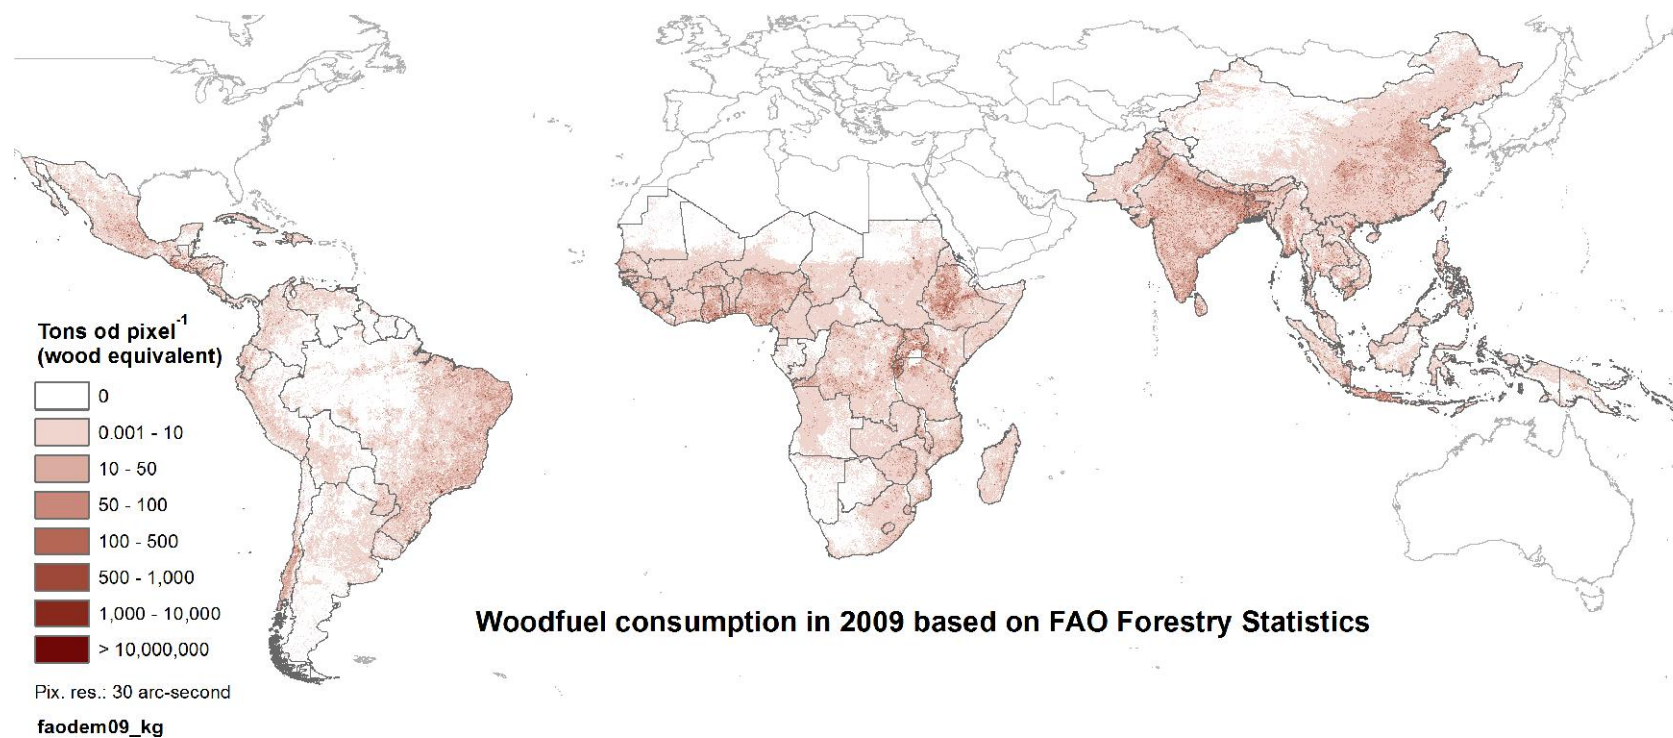 Tons od pixel-1
(wood equivalent)
0
0.001 - 10
10 - 50
50 - 100
100 - 500
500 - 1,000
1,000 - 10,000
> 10,000,000
Pix. res.: 30 arc-second
faodem09_kg
Woodfuel consumption in 2009 based on FAO Forestry Statistics